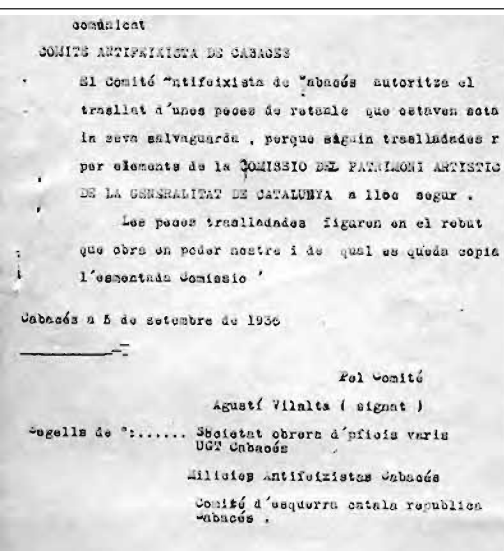 comunicat
COMITE ANTIFEIXISTA DE CABACES
El Comité Antifeixista de Cabacés autoritza el
trasllat d'unes peces de retaule que estaven sota
la seva salvaguarda , perque siguin traslladades r
per elements de la COMISSIO DEL PATRIMONI ARTISTIC
DE LA GENERALITAT DE CATALUNYA a lloc segur .
Les peces traslladades figuren en el rebut
que obra en poder nostre i de qual es queda copia
l'esmentada Comissio '
Cabacés a 5 de setembre de 1936
Pel Comité
Agustí Vilalta ( signat )
Segells de ":...... Societat obrera d'oficis varis
UGT Cabacés
Milicies Antifeixistas Cabacés
Comité d'esquerra catala republica
Cabacés .